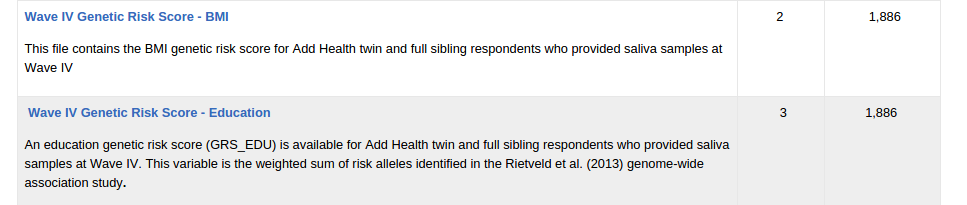 Wave IV Genetic Risk Score - BMI 2 1,886
This file contains the BMI genetic risk score for Add Health twin and full sibling respondents who provided saliva samples at
Wave IV
Wave IV Genetic Risk Score - Education 3 1,886
An education genetic risk score (GRS_EDU) is available for Add Health twin and full sibling respondents who provided saliva
samples at Wave IV. This variable is the weighted sum of risk alleles identified in the Rietveld et al. (2013) genome-wide
association study.